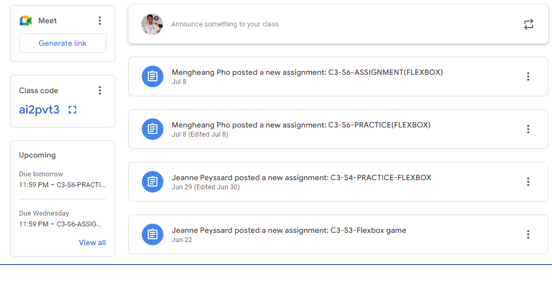 Meet
Generate link
Class code
ai2pvt3
Upcoming
Due tomorrow
11:59 PM – C3-S6-PRACTI...
Due Wednesday
11:59 PM – C3-S6-ASSIG...
View all
Announce something to your class
Mengheang Pho posted a new assignment: C3-S6-ASSIGNMENT(FLEXBOX)
Jul 8
Mengheang Pho posted a new assignment: C3-S6-PRACTICE(FLEXBOX)
Jul 8 (Edited Jul 8)
Jeanne Peyssard posted a new assignment: C3-S4-PRACTICE-FLEXBOX
Jun 29 (Edited Jun 30)
Jeanne Peyssard posted a new assignment: C3-S3-Flexbox game
Jun 22